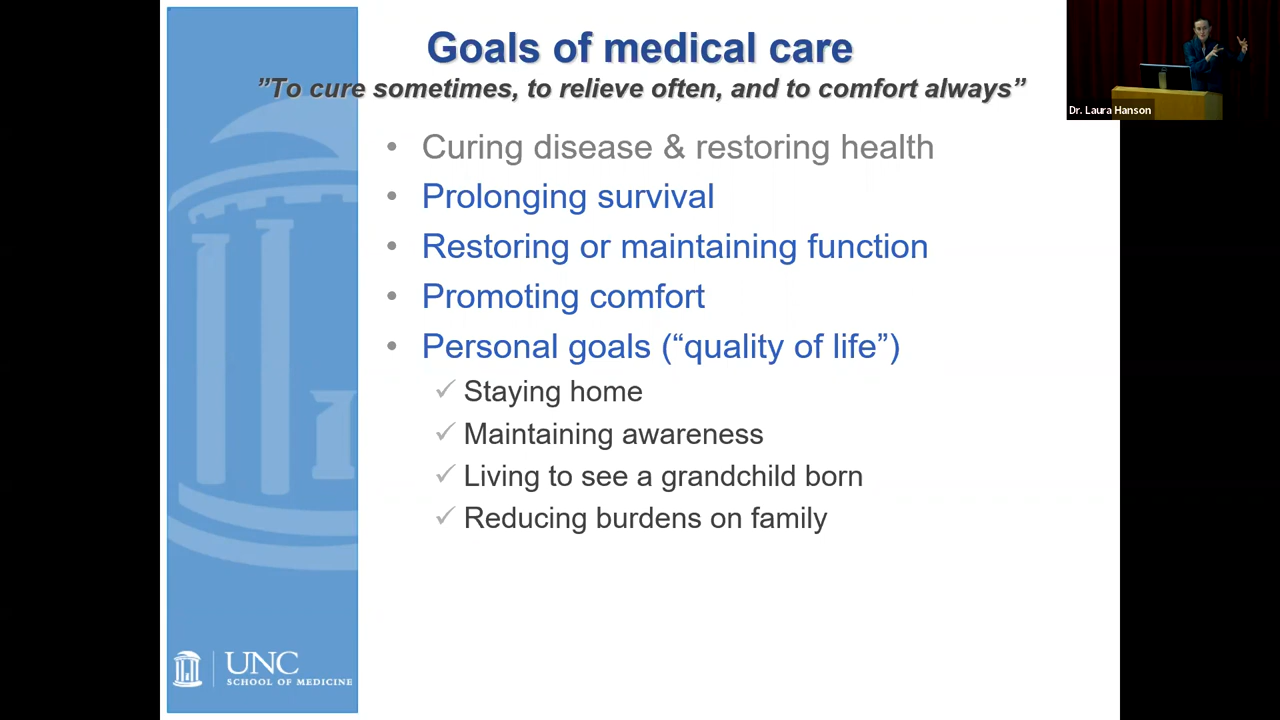 Goals of medical care
”To cure sometimes, to relieve often, and to comfort always”
• Curing disease & restoring health
• Prolonging survival
• Restoring or maintaining function
• Promoting comfort
• Personal goals (“quality of life”)
✓ Staying home
✓ Maintaining awareness
✓ Living to see a grandchild born
✓ Reducing burdens on family
UNC
SCHOOL OF MEDICINE
Dr. Laura Hanson